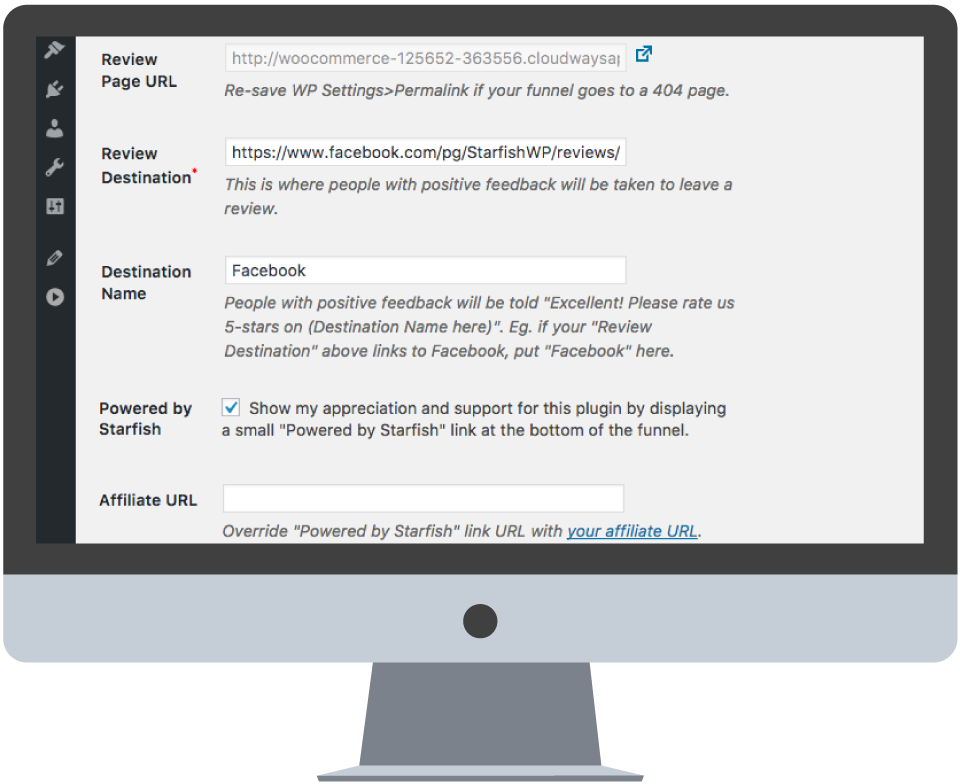 Review
Page URL
http://woocommerce-125652-363556.cloudwaysap
Re-save WP Settings>Permalink if your funnel goes to a 404 page.
Review
Destination*
https://www.facebook.com/pg/StarfishWP/reviews/
This is where people with positive feedback will be taken to leave a
review.
Destination
Name
Facebook
People with positive feedback will be told "Excellent! Please rate us
5-stars on (Destination Name here)". Eg. if your "Review
Destination" above links to Facebook, put "Facebook" here.
Powered by
Starfish
Show my appreciation and support for this plugin by displaying
a small "Powered by Starfish" link at the bottom of the funnel.
Affiliate URL
Override "Powered by Starfish" link URL with your affiliate URL.